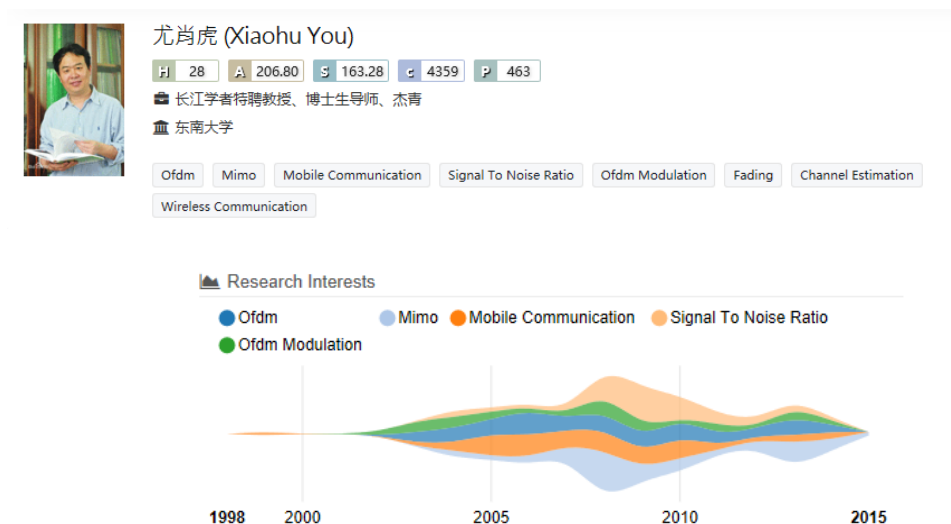 尤肖虎 (Xiaohu You)
H 28 A 206.80 S 163.28 c 4359 P 463
长江学者特聘教授、博士生导师、杰青
东南大学
Ofdm Mimo Mobile Communication Signal To Noise Ratio Ofdm Modulation Fading Channel Estimation
Wireless Communication
Research Interests
Ofdm Mimo Mobile Communication Signal To Noise Ratio
Ofdm Modulation
1998 2000 2005 2010 2015